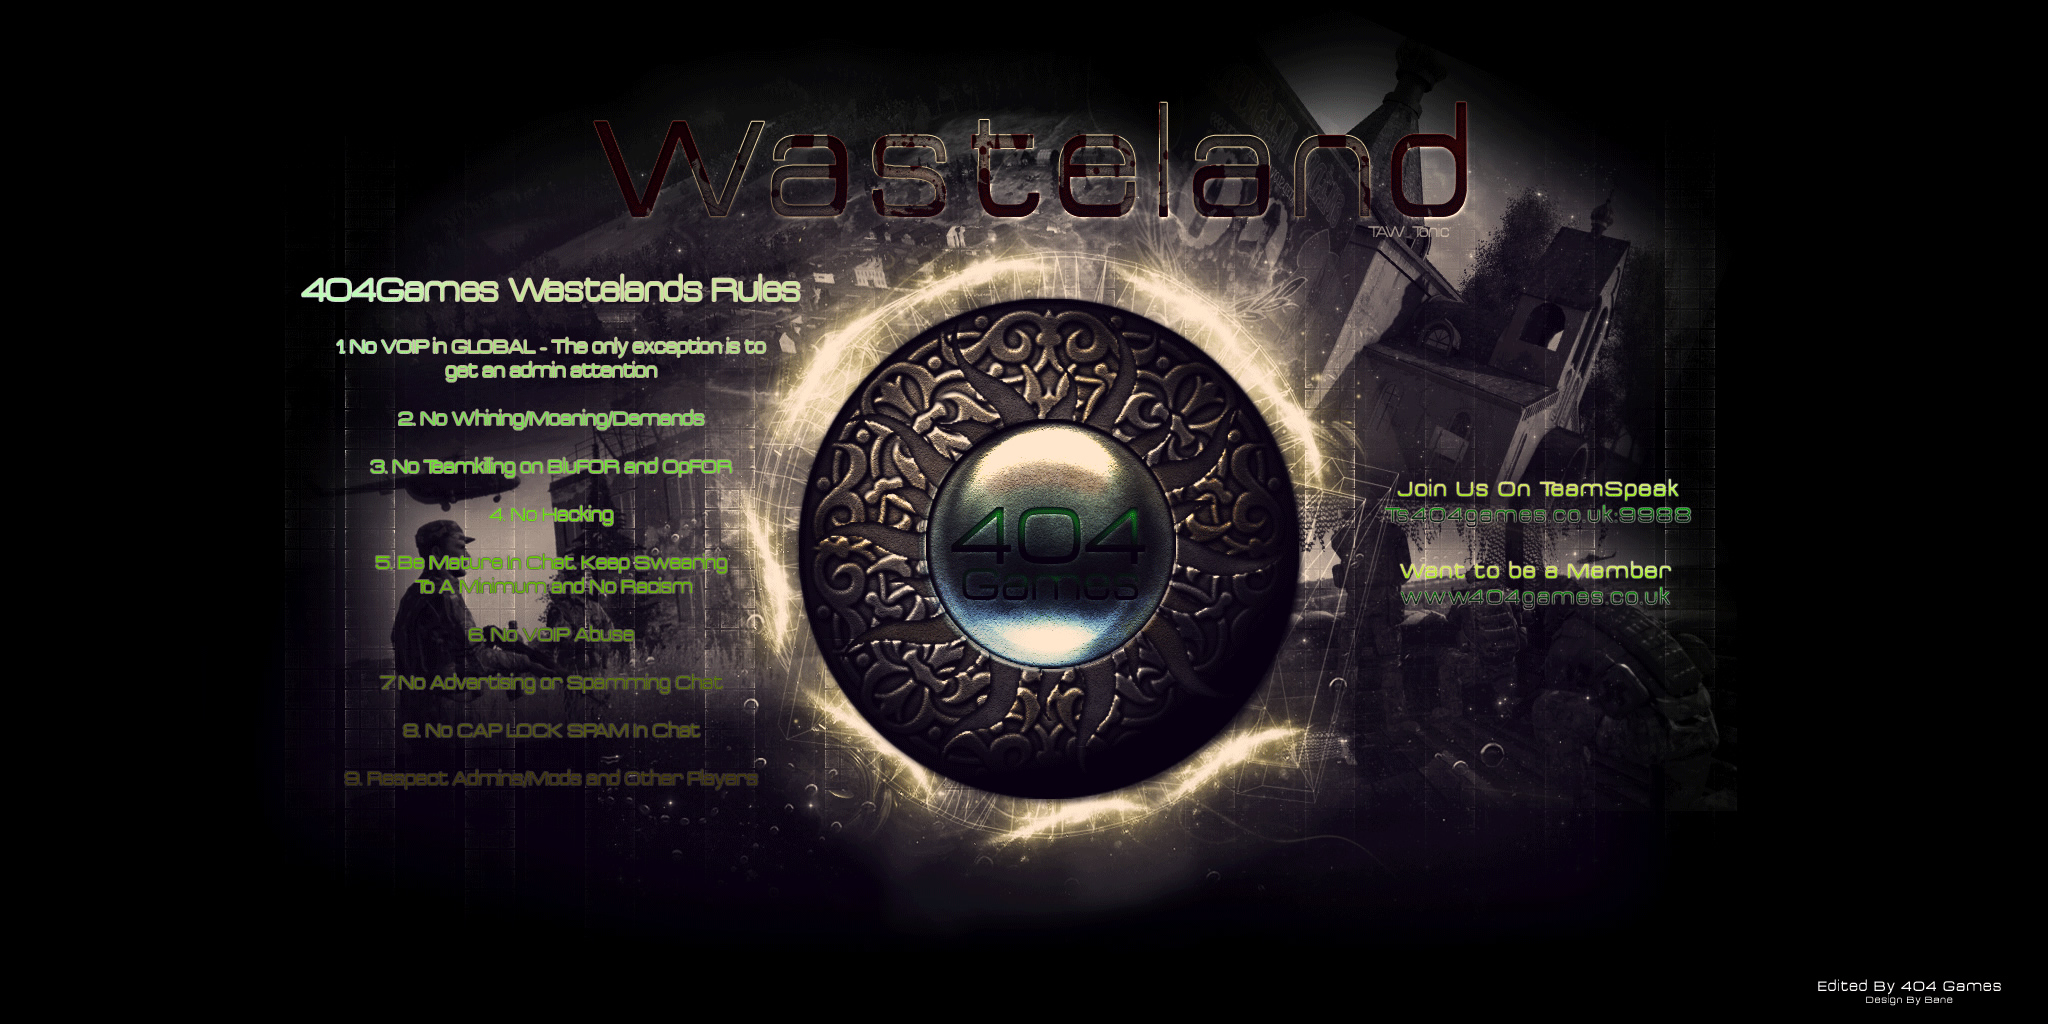 Wasteland
TAW_Tonic
404Games Wastelands Rules
1. No VOIP in GLOBAL - The only exception is to
get an admin attention
2. No Whining/Moaning/Demands
3. No Teamkilling on BluFOR and OpFOR
4. No Hacking
5. Be Mature In Chat. Keep Swearing
To A Minimum and No Racism
6. No VOIP Abuse
7 No Advertising or Spamming Chat
8. No CAP LOCK SPAM In Chat
9. Respect Admins/Mods and Other Players
404
Games
Join Us On TeamSpeak
Ts.404games.co.uk:9988
Want to be a Member
www.404games.co.uk
Edited By 404 Games
Design By Bane